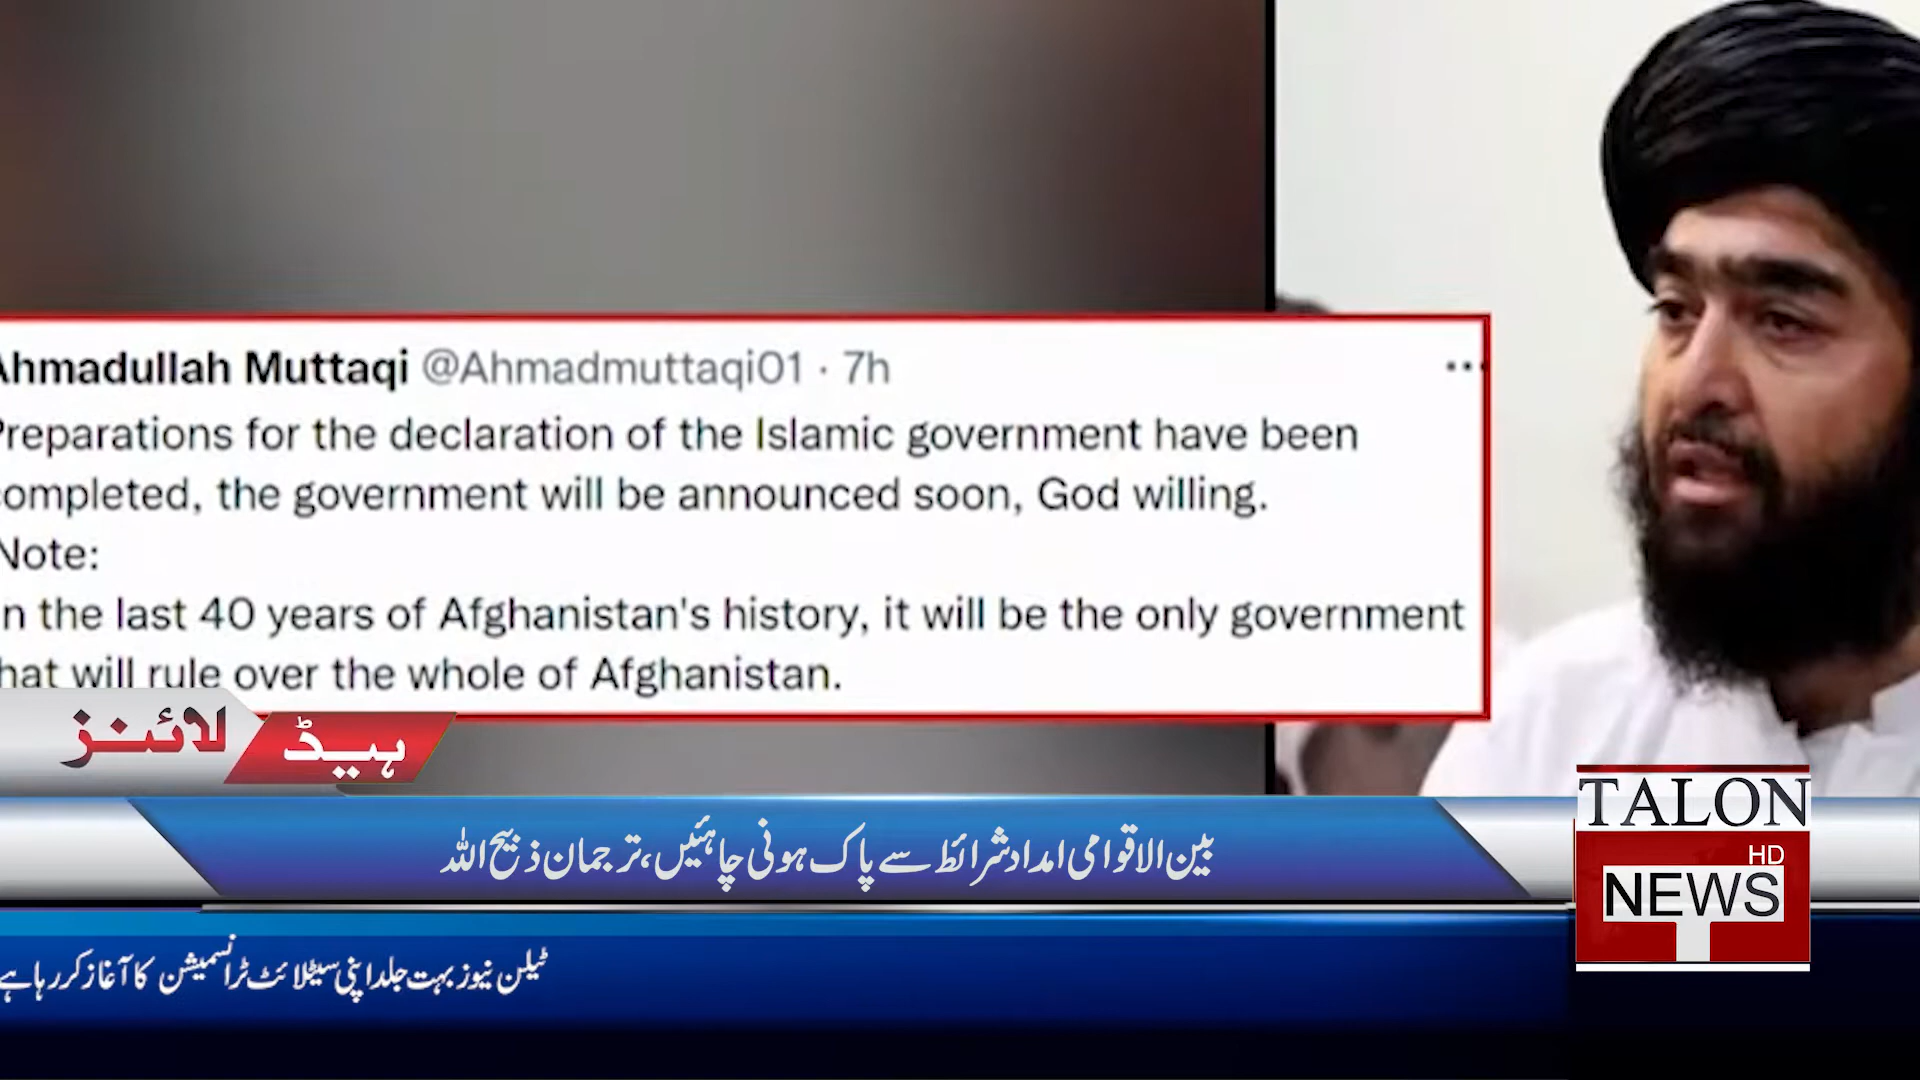 Ahmadullah Muttaqi @Ahmadmuttaqi01 · 7h
Preparations for the declaration of the Islamic government have been
completed, the government will be announced soon, God willing.
Note:
In the last 40 years of Afghanistan's history, it will be the only government
that will rule over the whole of Afghanistan.
ہیڈ لائنز
بین الاقوامی امداد شرائط سے پاک ہونی چاہئیں، ترجمان ذبیح اللہ
TALON
HD
NEWS
ٹیلن نیوز بہت جلد اپنی سیٹلائٹ ٹرانسمیشن کا آغاز کر رہا ہے